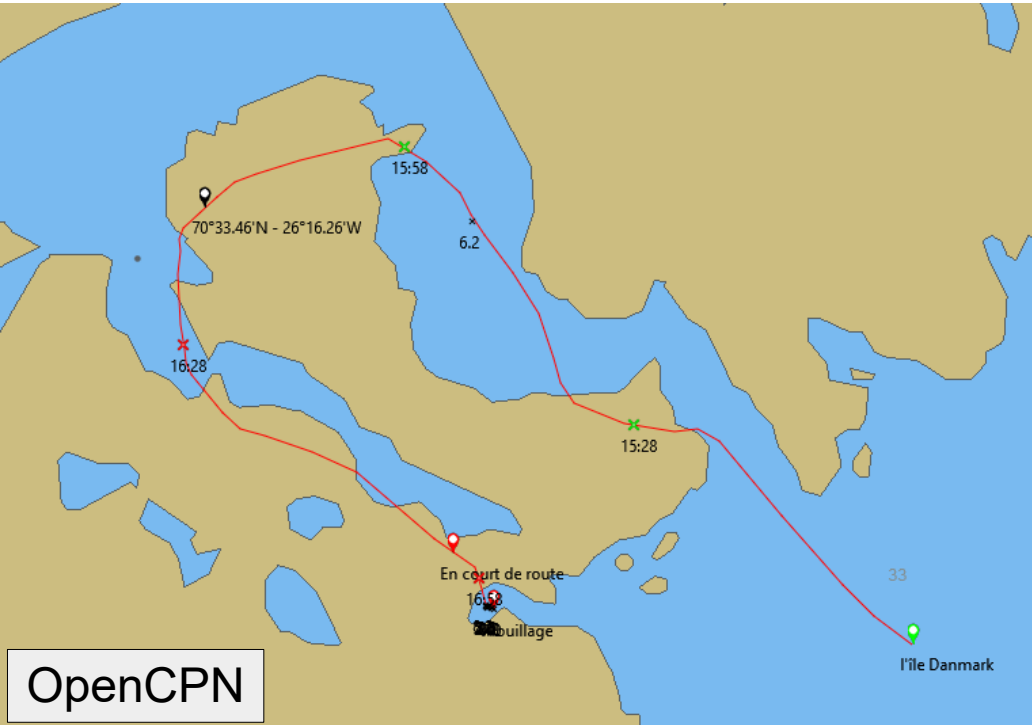 15:58
70°33.46'N - 26°16.26'W
6.2
16:28
15:28
En court de route
33
ouillage
l'île Danmark
OpenCPN